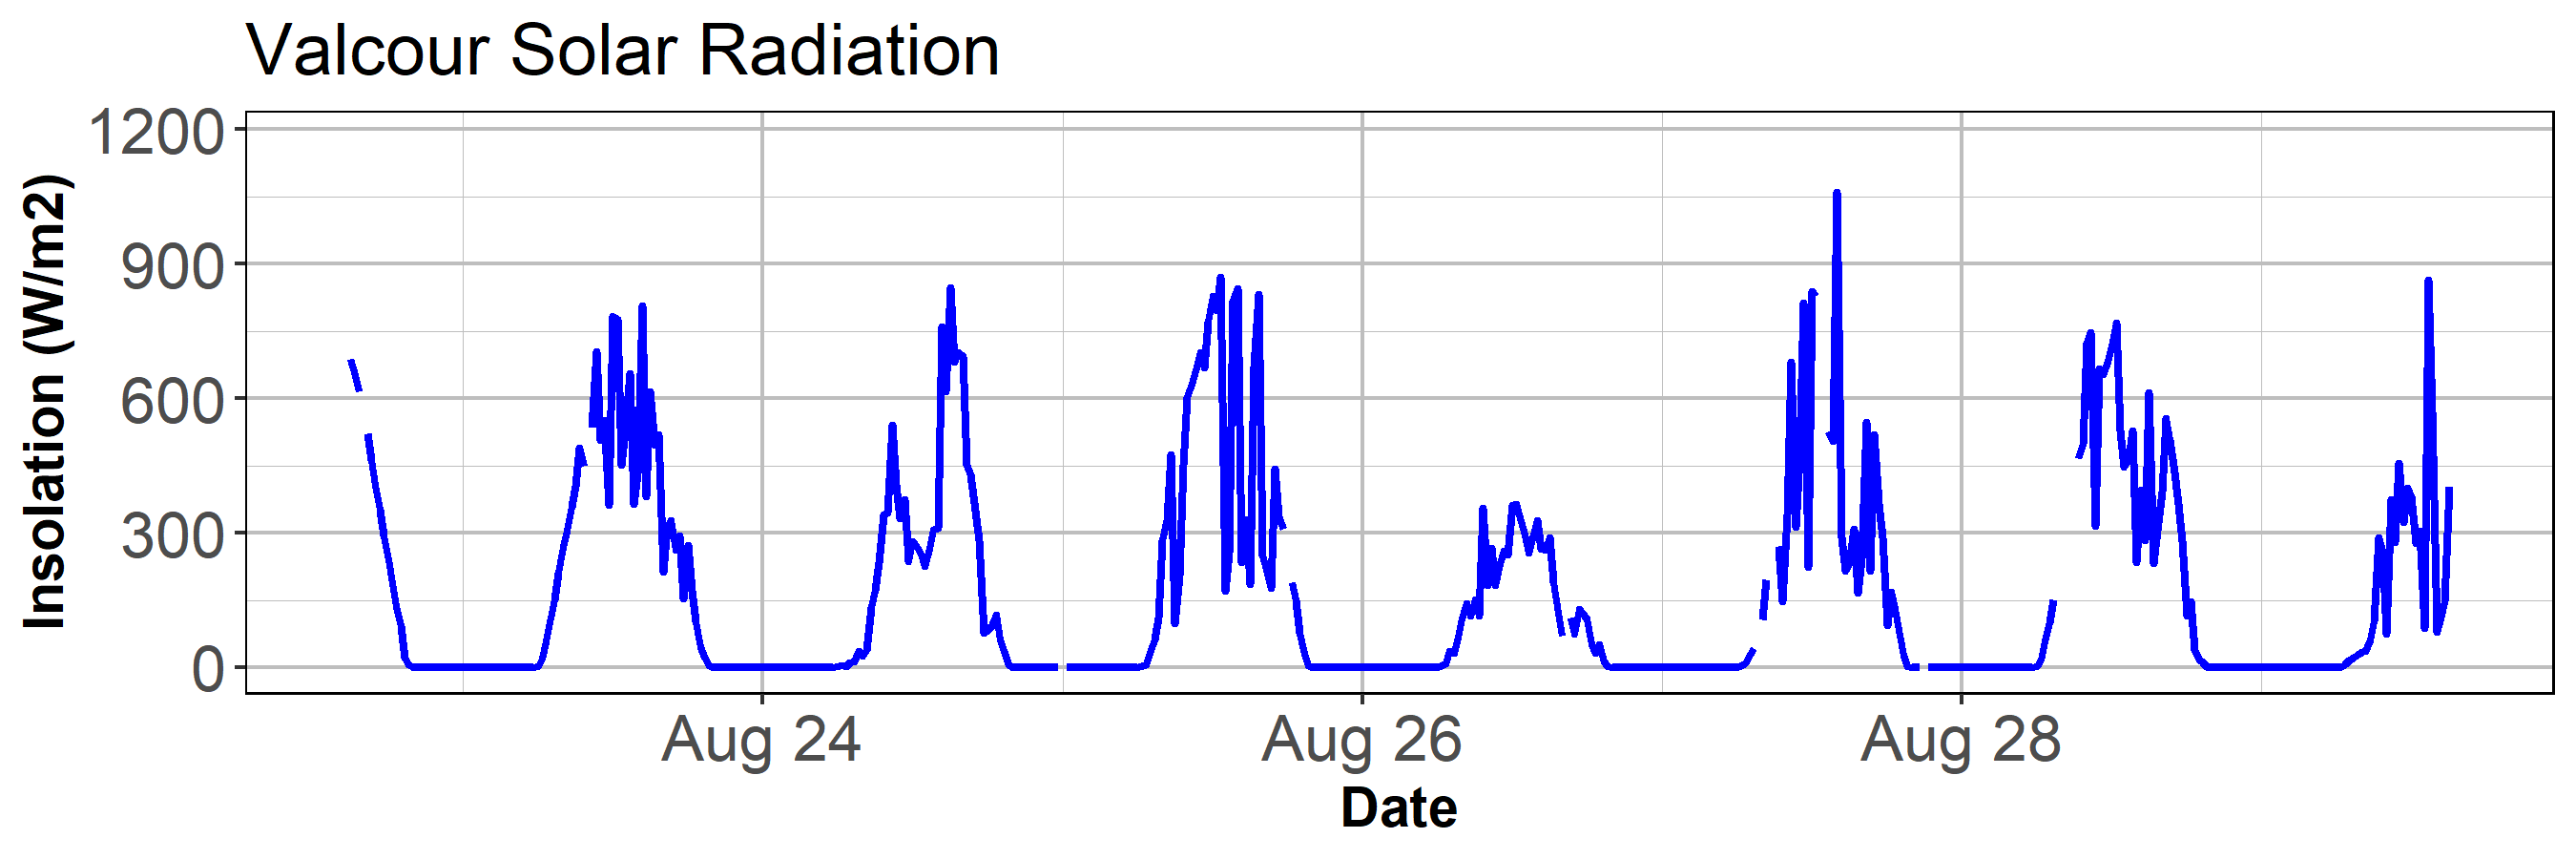 Valcour Solar Radiation
Insolation (W/m2)
1200
900
600
300
0
Aug 24
Aug 26
Aug 28
Date